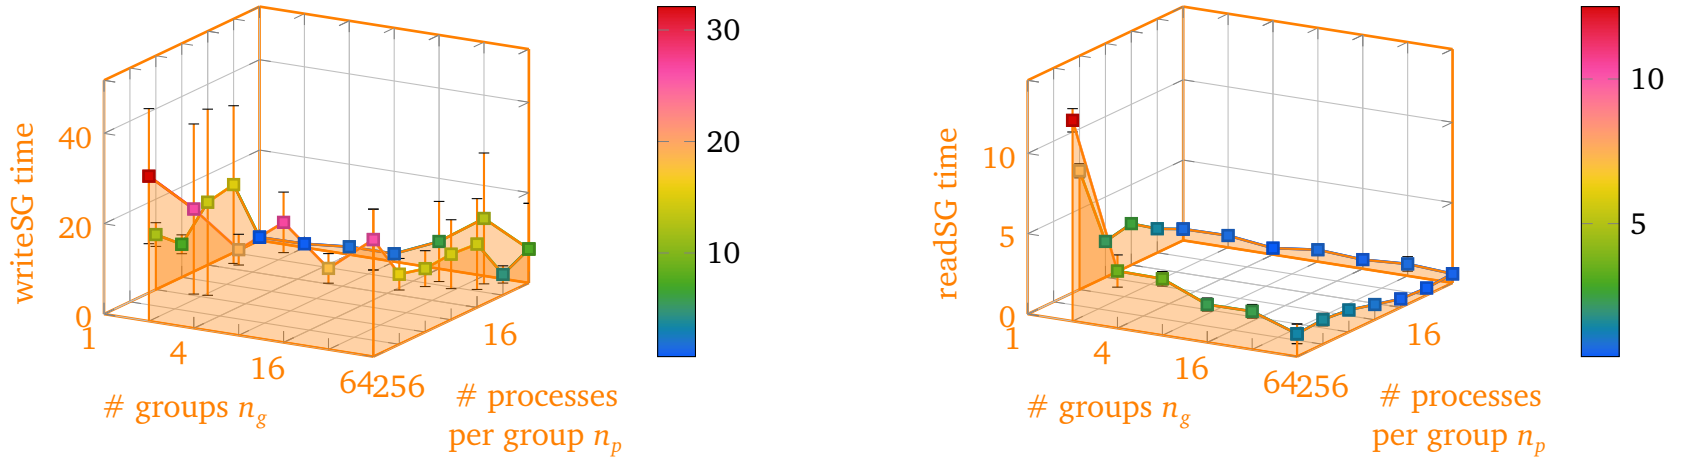 writeSG time
40
20
0
1
4
16
64
256
16
# groups n_g
# processes
per group n_p
30
20
10
readSG time
10
5
0
1
4
16
64
256
16
# groups n_g
# processes
per group n_p
10
5